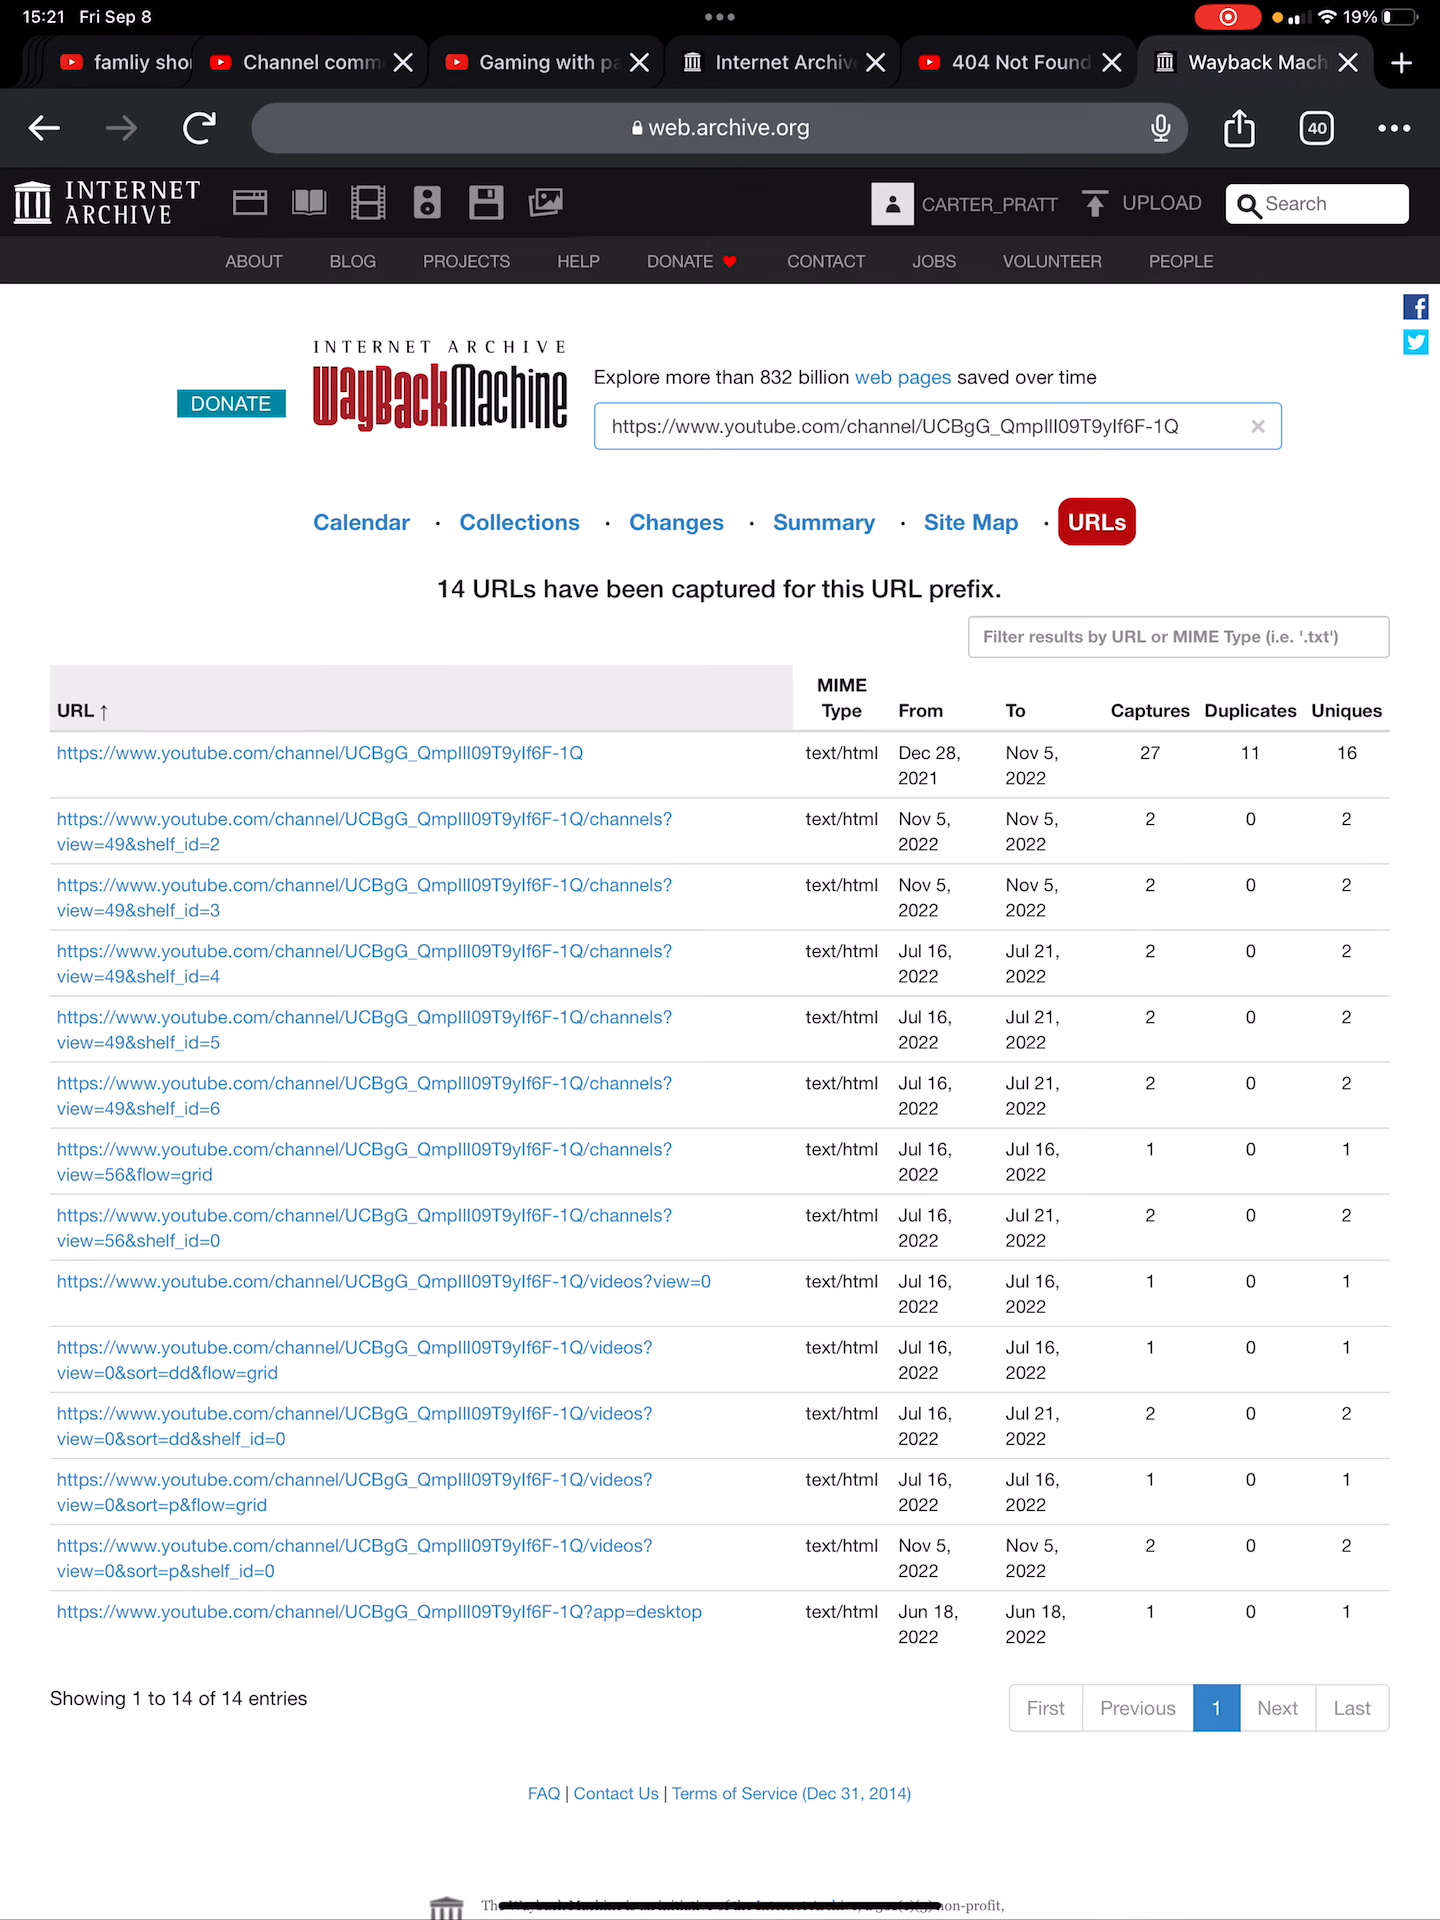 15:21 Fri Sep 8
19%
famliy sho
Channel comm
Gaming with pa
Internet Archiv
404 Not Found
Wayback Mach
web.archive.org
40
INTERNET
ARCHIVE
CARTER_PRATT
UPLOAD
Search
ABOUT BLOG PROJECTS HELP DONATE CONTACT JOBS VOLUNTEER PEOPLE
INTERNET ARCHIVE
WayBackMachine
DONATE
Explore more than 832 billion web pages saved over time
https://www.youtube.com/channel/UCBgG_QmpIlI09T9yIf6F-1Q
Calendar · Collections · Changes · Summary · Site Map · URLs
14 URLs have been captured for this URL prefix.
Filter results by URL or MIME Type (i.e. '.txt')
URL ↑ MIME Type From To Captures Duplicates Uniques
https://www.youtube.com/channel/UCBgG_QmpIlI09T9yIf6F-1Q text/html Dec 28, 2021 Nov 5, 2022 27 11 16
https://www.youtube.com/channel/UCBgG_QmpIlI09T9yIf6F-1Q/channels?view=49&shelf_id=2 text/html Nov 5, 2022 Nov 5, 2022 2 0 2
https://www.youtube.com/channel/UCBgG_QmpIlI09T9yIf6F-1Q/channels?view=49&shelf_id=3 text/html Nov 5, 2022 Nov 5, 2022 2 0 2
https://www.youtube.com/channel/UCBgG_QmpIlI09T9yIf6F-1Q/channels?view=49&shelf_id=4 text/html Jul 16, 2022 Jul 21, 2022 2 0 2
https://www.youtube.com/channel/UCBgG_QmpIlI09T9yIf6F-1Q/channels?view=49&shelf_id=5 text/html Jul 16, 2022 Jul 21, 2022 2 0 2
https://www.youtube.com/channel/UCBgG_QmpIlI09T9yIf6F-1Q/channels?view=49&shelf_id=6 text/html Jul 16, 2022 Jul 21, 2022 2 0 2
https://www.youtube.com/channel/UCBgG_QmpIlI09T9yIf6F-1Q/channels?view=56&flow=grid text/html Jul 16, 2022 Jul 16, 2022 1 0 1
https://www.youtube.com/channel/UCBgG_QmpIlI09T9yIf6F-1Q/channels?view=56&shelf_id=0 text/html Jul 16, 2022 Jul 21, 2022 2 0 2
https://www.youtube.com/channel/UCBgG_QmpIlI09T9yIf6F-1Q/videos?view=0 text/html Jul 16, 2022 Jul 16, 2022 1 0 1
https://www.youtube.com/channel/UCBgG_QmpIlI09T9yIf6F-1Q/videos?view=0&sort=dd&flow=grid text/html Jul 16, 2022 Jul 16, 2022 1 0 1
https://www.youtube.com/channel/UCBgG_QmpIlI09T9yIf6F-1Q/videos?view=0&sort=dd&shelf_id=0 text/html Jul 16, 2022 Jul 21, 2022 2 0 2
https://www.youtube.com/channel/UCBgG_QmpIlI09T9yIf6F-1Q/videos?view=0&sort=p&flow=grid text/html Jul 16, 2022 Jul 16, 2022 1 0 1
https://www.youtube.com/channel/UCBgG_QmpIlI09T9yIf6F-1Q/videos?view=0&sort=p&shelf_id=0 text/html Nov 5, 2022 Nov 5, 2022 2 0 2
https://www.youtube.com/channel/UCBgG_QmpIlI09T9yIf6F-1Q?app=desktop text/html Jun 18, 2022 Jun 18, 2022 1 0 1
Showing 1 to 14 of 14 entries
First Previous 1 Next Last
FAQ | Contact Us | Terms of Service (Dec 31, 2014)
non-profit,